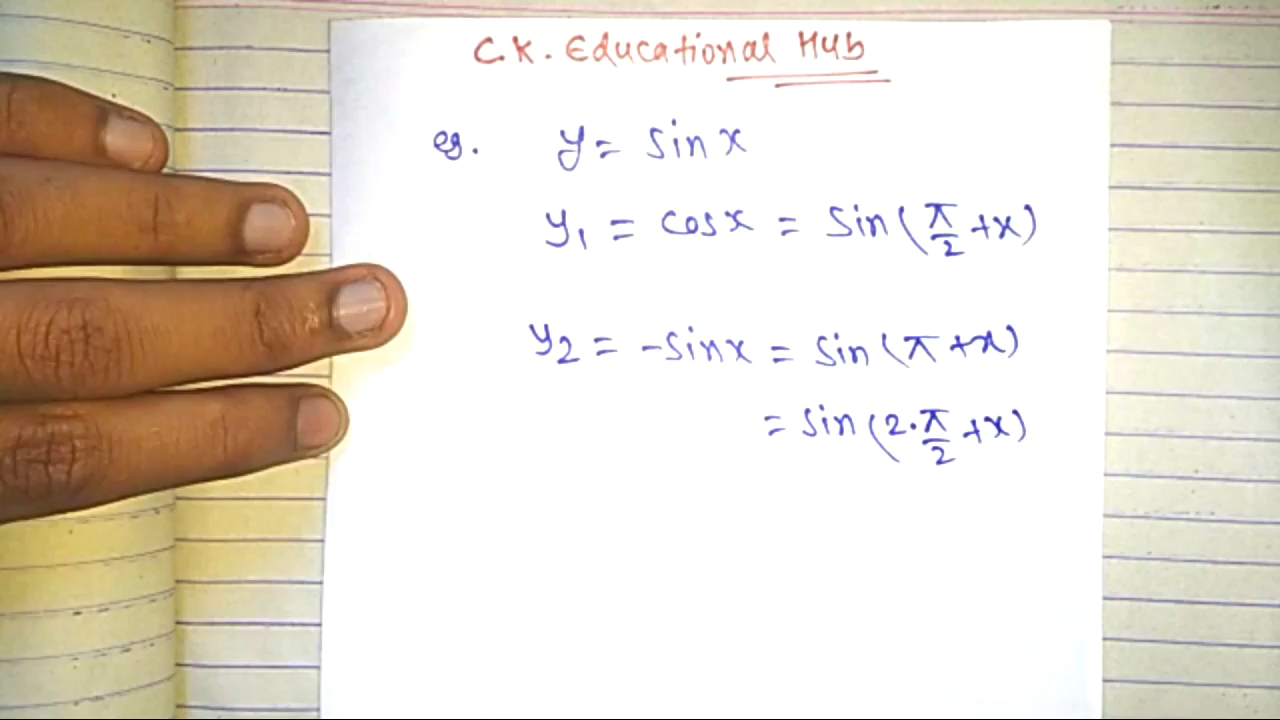 C.K. Educational Hub
eg. y = sin x
y₁ = cos x = sin(π/2 + x)
y₂ = -sin x = sin(π + x)
= sin(2·π/2 + x)